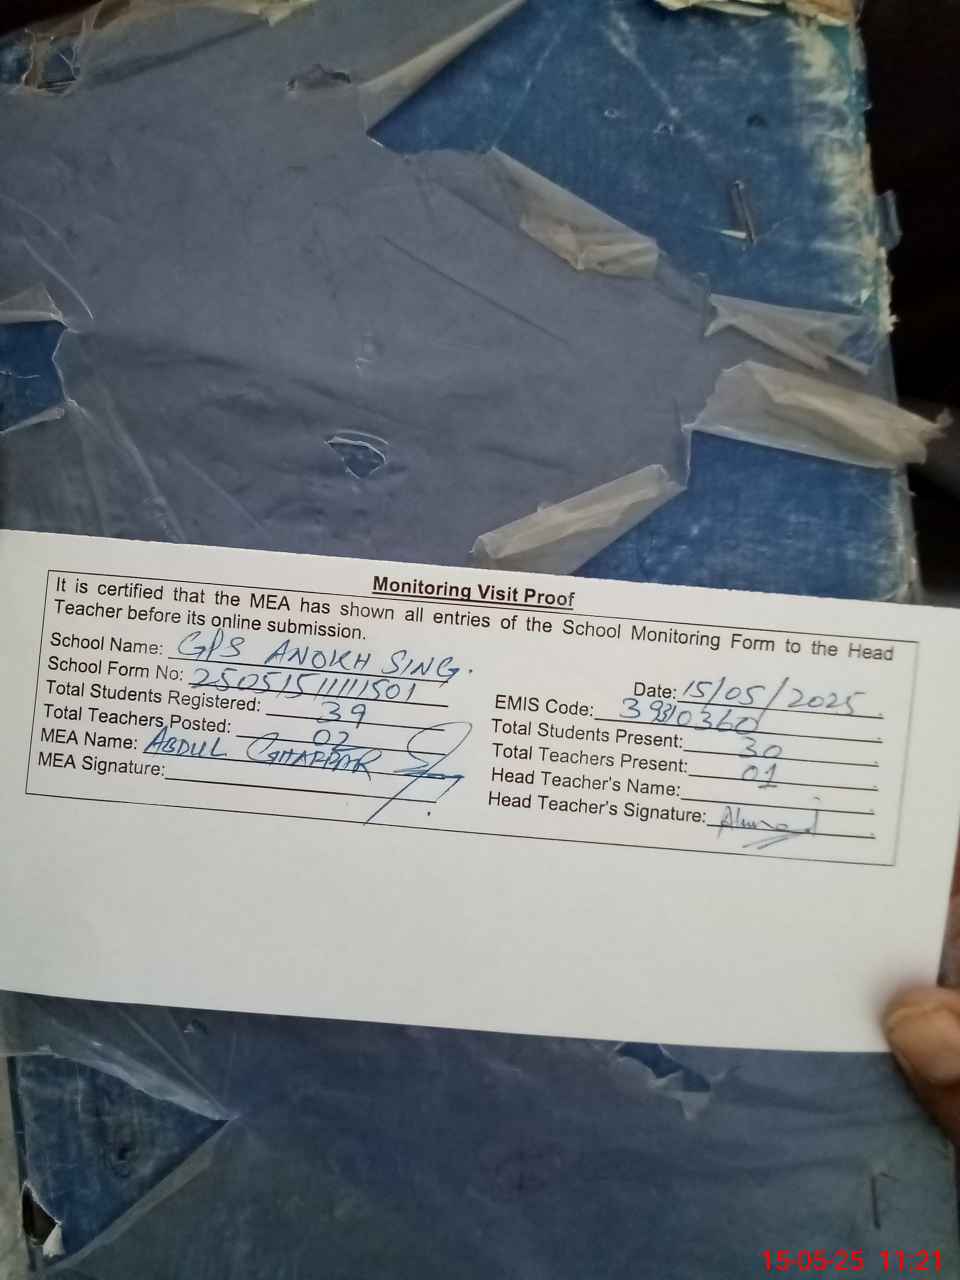 Monitoring Visit Proof
It is certified that the MEA has shown all entries of the School Monitoring Form to the Head
Teacher before its online submission.
School Name: GPS ANOKH SING.
Date: 15/05/2025
School Form No: 25051511111501
EMIS Code:
Total Students Registered: 39
Total Students Present: 30
Total Teachers Posted: 02
Total Teachers Present: 01
MEA Name: ABDUL GHAFFAR
Head Teacher's Name:
MEA Signature:
Head Teacher's Signature: Ahmad
15-05-25 11:21